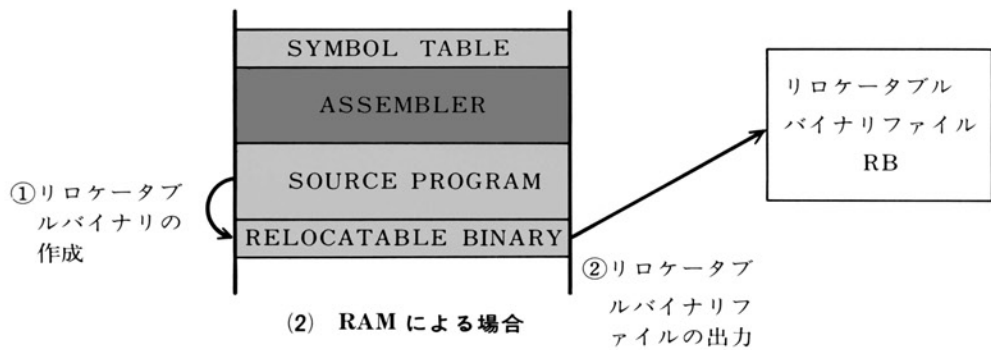 SYMBOL TABLE
ASSEMBLER
SOURCE PROGRAM
RELOCATABLE BINARY
①リロケータブ
ルバイナリの
作成
リロケータブル
バイナリファイル
RB
②リロケータブ
ルバイナリフ
ァイルの出力
(2) RAM による場合